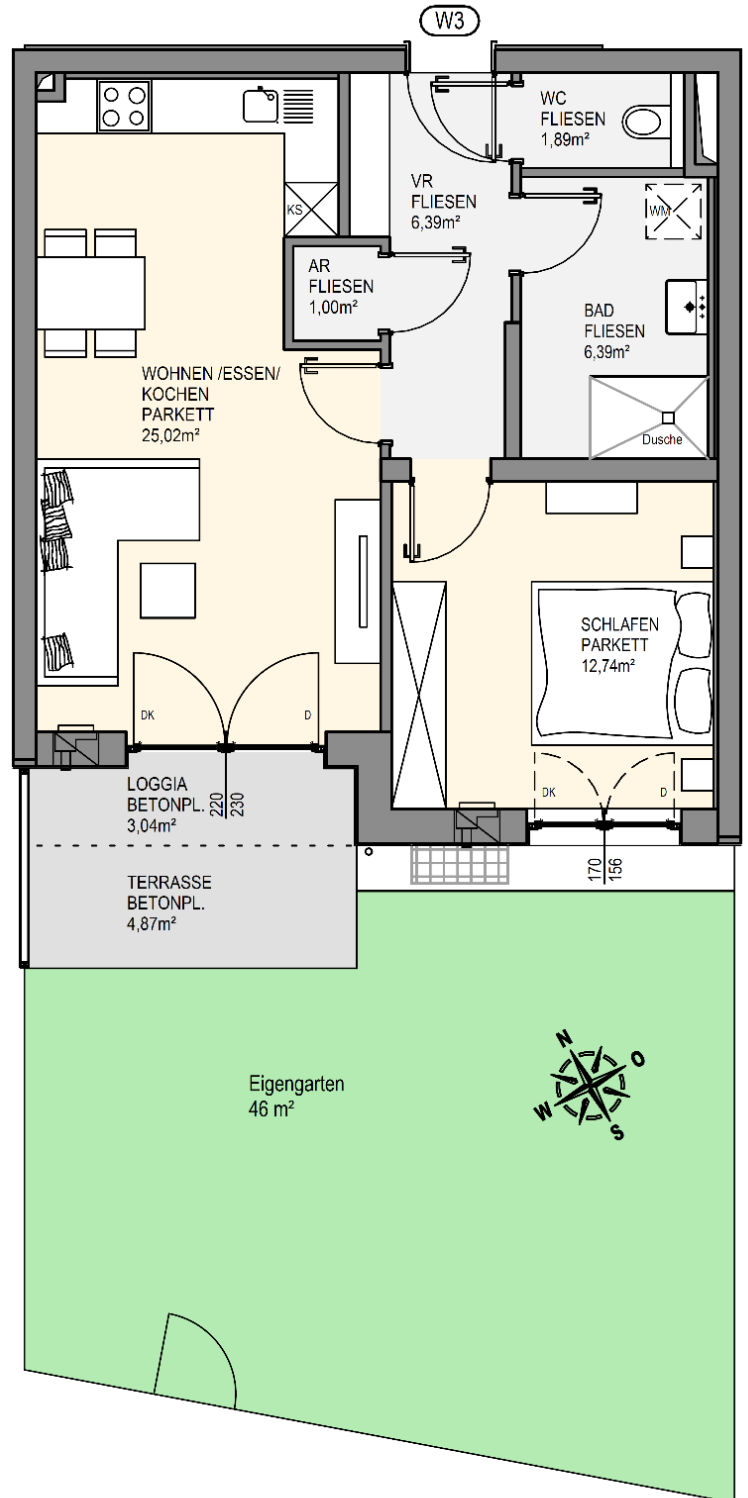 W3
WC
FLIESEN
1,89m²
VR
FLIESEN
6,39m²
KS
WM
AR
FLIESEN
1,00m²
BAD
FLIESEN
6,39m²
WOHNEN /ESSEN/
KOCHEN
PARKETT
25,02m²
Dusche
SCHLAFEN
PARKETT
12,74m²
DK
D
LOGGIA
BETONPL.
3,04m²
220
230
DK
D
170
156
TERRASSE
BETONPL.
4,87m²
Eigengarten
46 m²
N
O
W
S